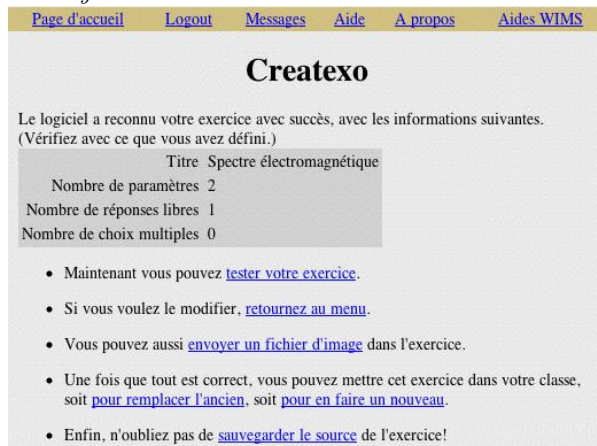 Page d'accueil Logout Messages Aide A propos Aides WIMS
Createxo
Le logiciel a reconnu votre exercice avec succès, avec les informations suivantes.
(Vérifiez avec ce que vous avez défini.)
Titre Spectre électromagnétique
Nombre de paramètres 2
Nombre de réponses libres 1
Nombre de choix multiples 0
• Maintenant vous pouvez tester votre exercice.
• Si vous voulez le modifier, retournez au menu.
• Vous pouvez aussi envoyer un fichier d'image dans l'exercice.
• Une fois que tout est correct, vous pouvez mettre cet exercice dans votre classe,
soit pour remplacer l'ancien, soit pour en faire un nouveau.
• Enfin, n'oubliez pas de sauvegarder le source de l'exercice!